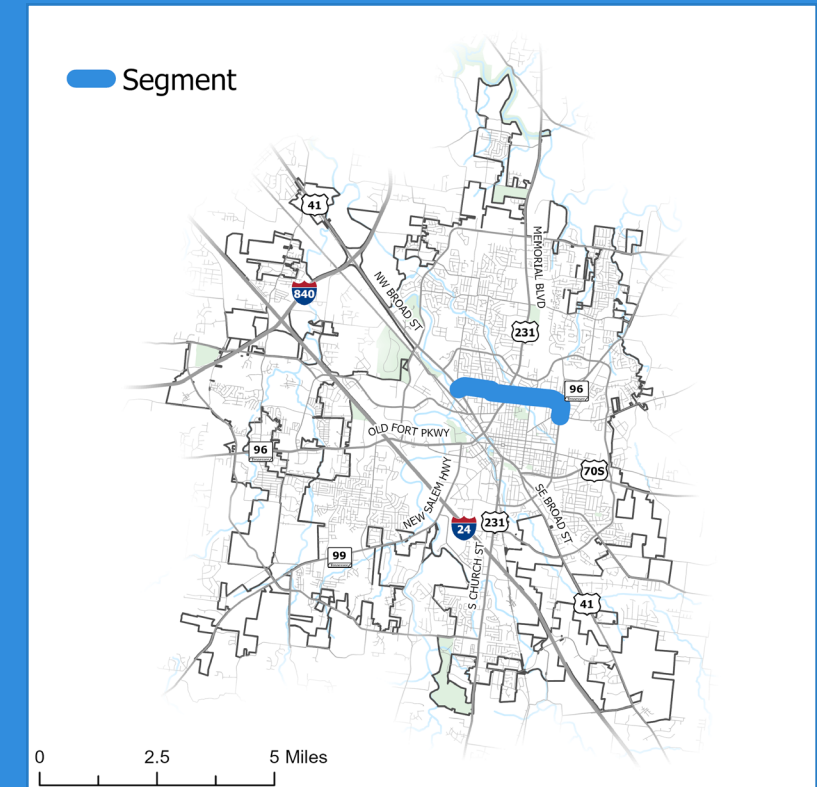 Segment
41
MEMORIAL BLVD
840
NW BROAD ST
231
96
OLD FORT PKWY
96
70S
NEW SALEM HWY
SE BROAD ST
24
231
99
S CHURCH ST
41
0 2.5 5 Miles